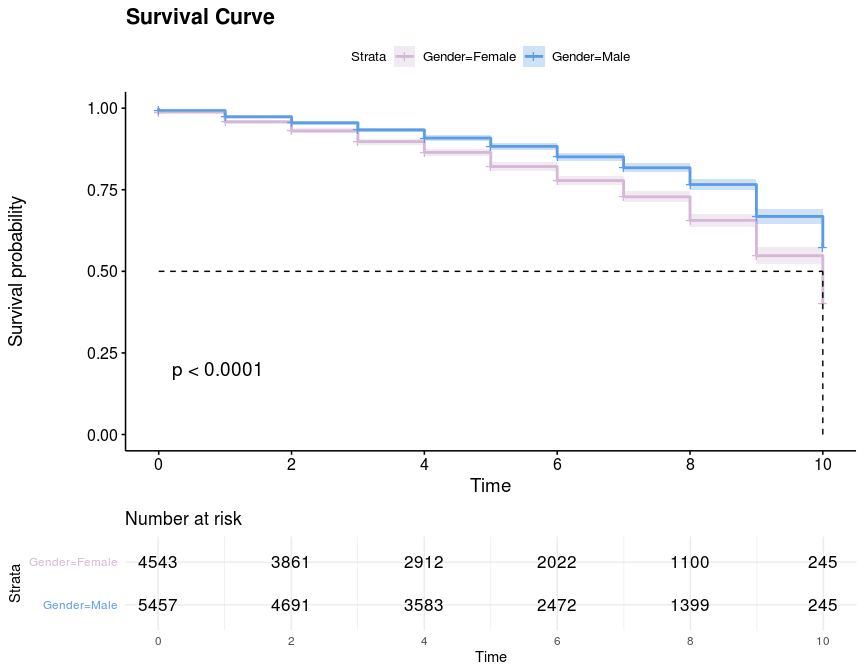 Survival Curve
Strata Gender=Female Gender=Male
Survival probability
1.00
0.75
0.50
0.25
0.00
p < 0.0001
0 2 4 6 8 10
Time
Number at risk
Strata
Gender=Female 4543 3861 2912 2022 1100 245
Gender=Male 5457 4691 3583 2472 1399 245
0 2 4 6 8 10
Time